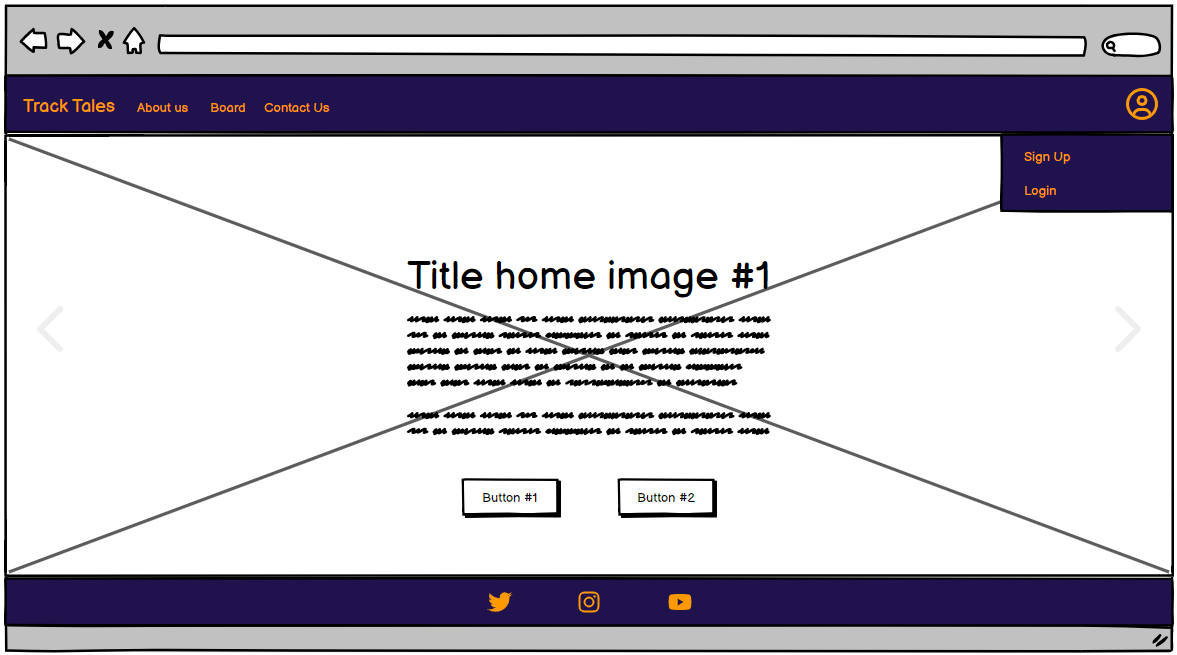 Track Tales About us Board Contact Us
Sign Up
Login
Title home image #1
Button #1 Button #2